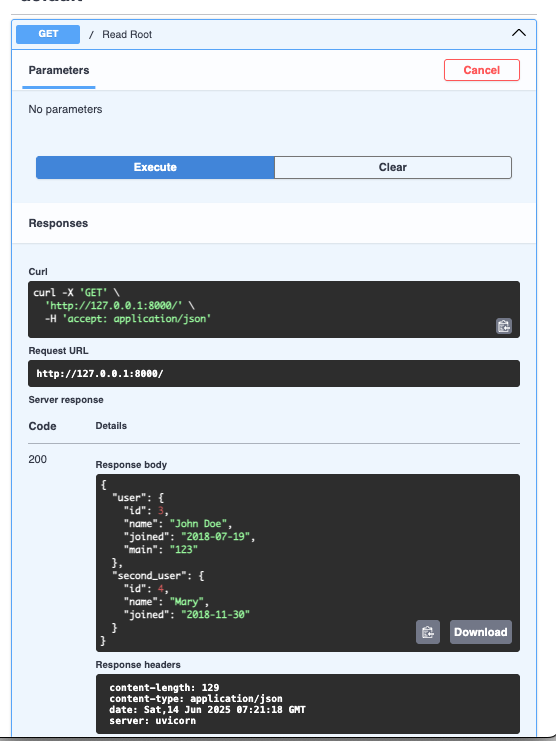 default
GET / Read Root
Parameters
Cancel
No parameters
Execute
Clear
Responses
Curl
curl -X 'GET' \
  'http://127.0.0.1:8000/' \
  -H 'accept: application/json'
Request URL
http://127.0.0.1:8000/
Server response
Code Details
200
Response body
{
  "user": {
    "id": 3,
    "name": "John Doe",
    "joined": "2018-07-19",
    "main": "123"
  },
  "second_user": {
    "id": 4,
    "name": "Mary",
    "joined": "2018-11-30"
  }
}
Download
Response headers
content-length: 129
content-type: application/json
date: Sat,14 Jun 2025 07:21:18 GMT
server: uvicorn